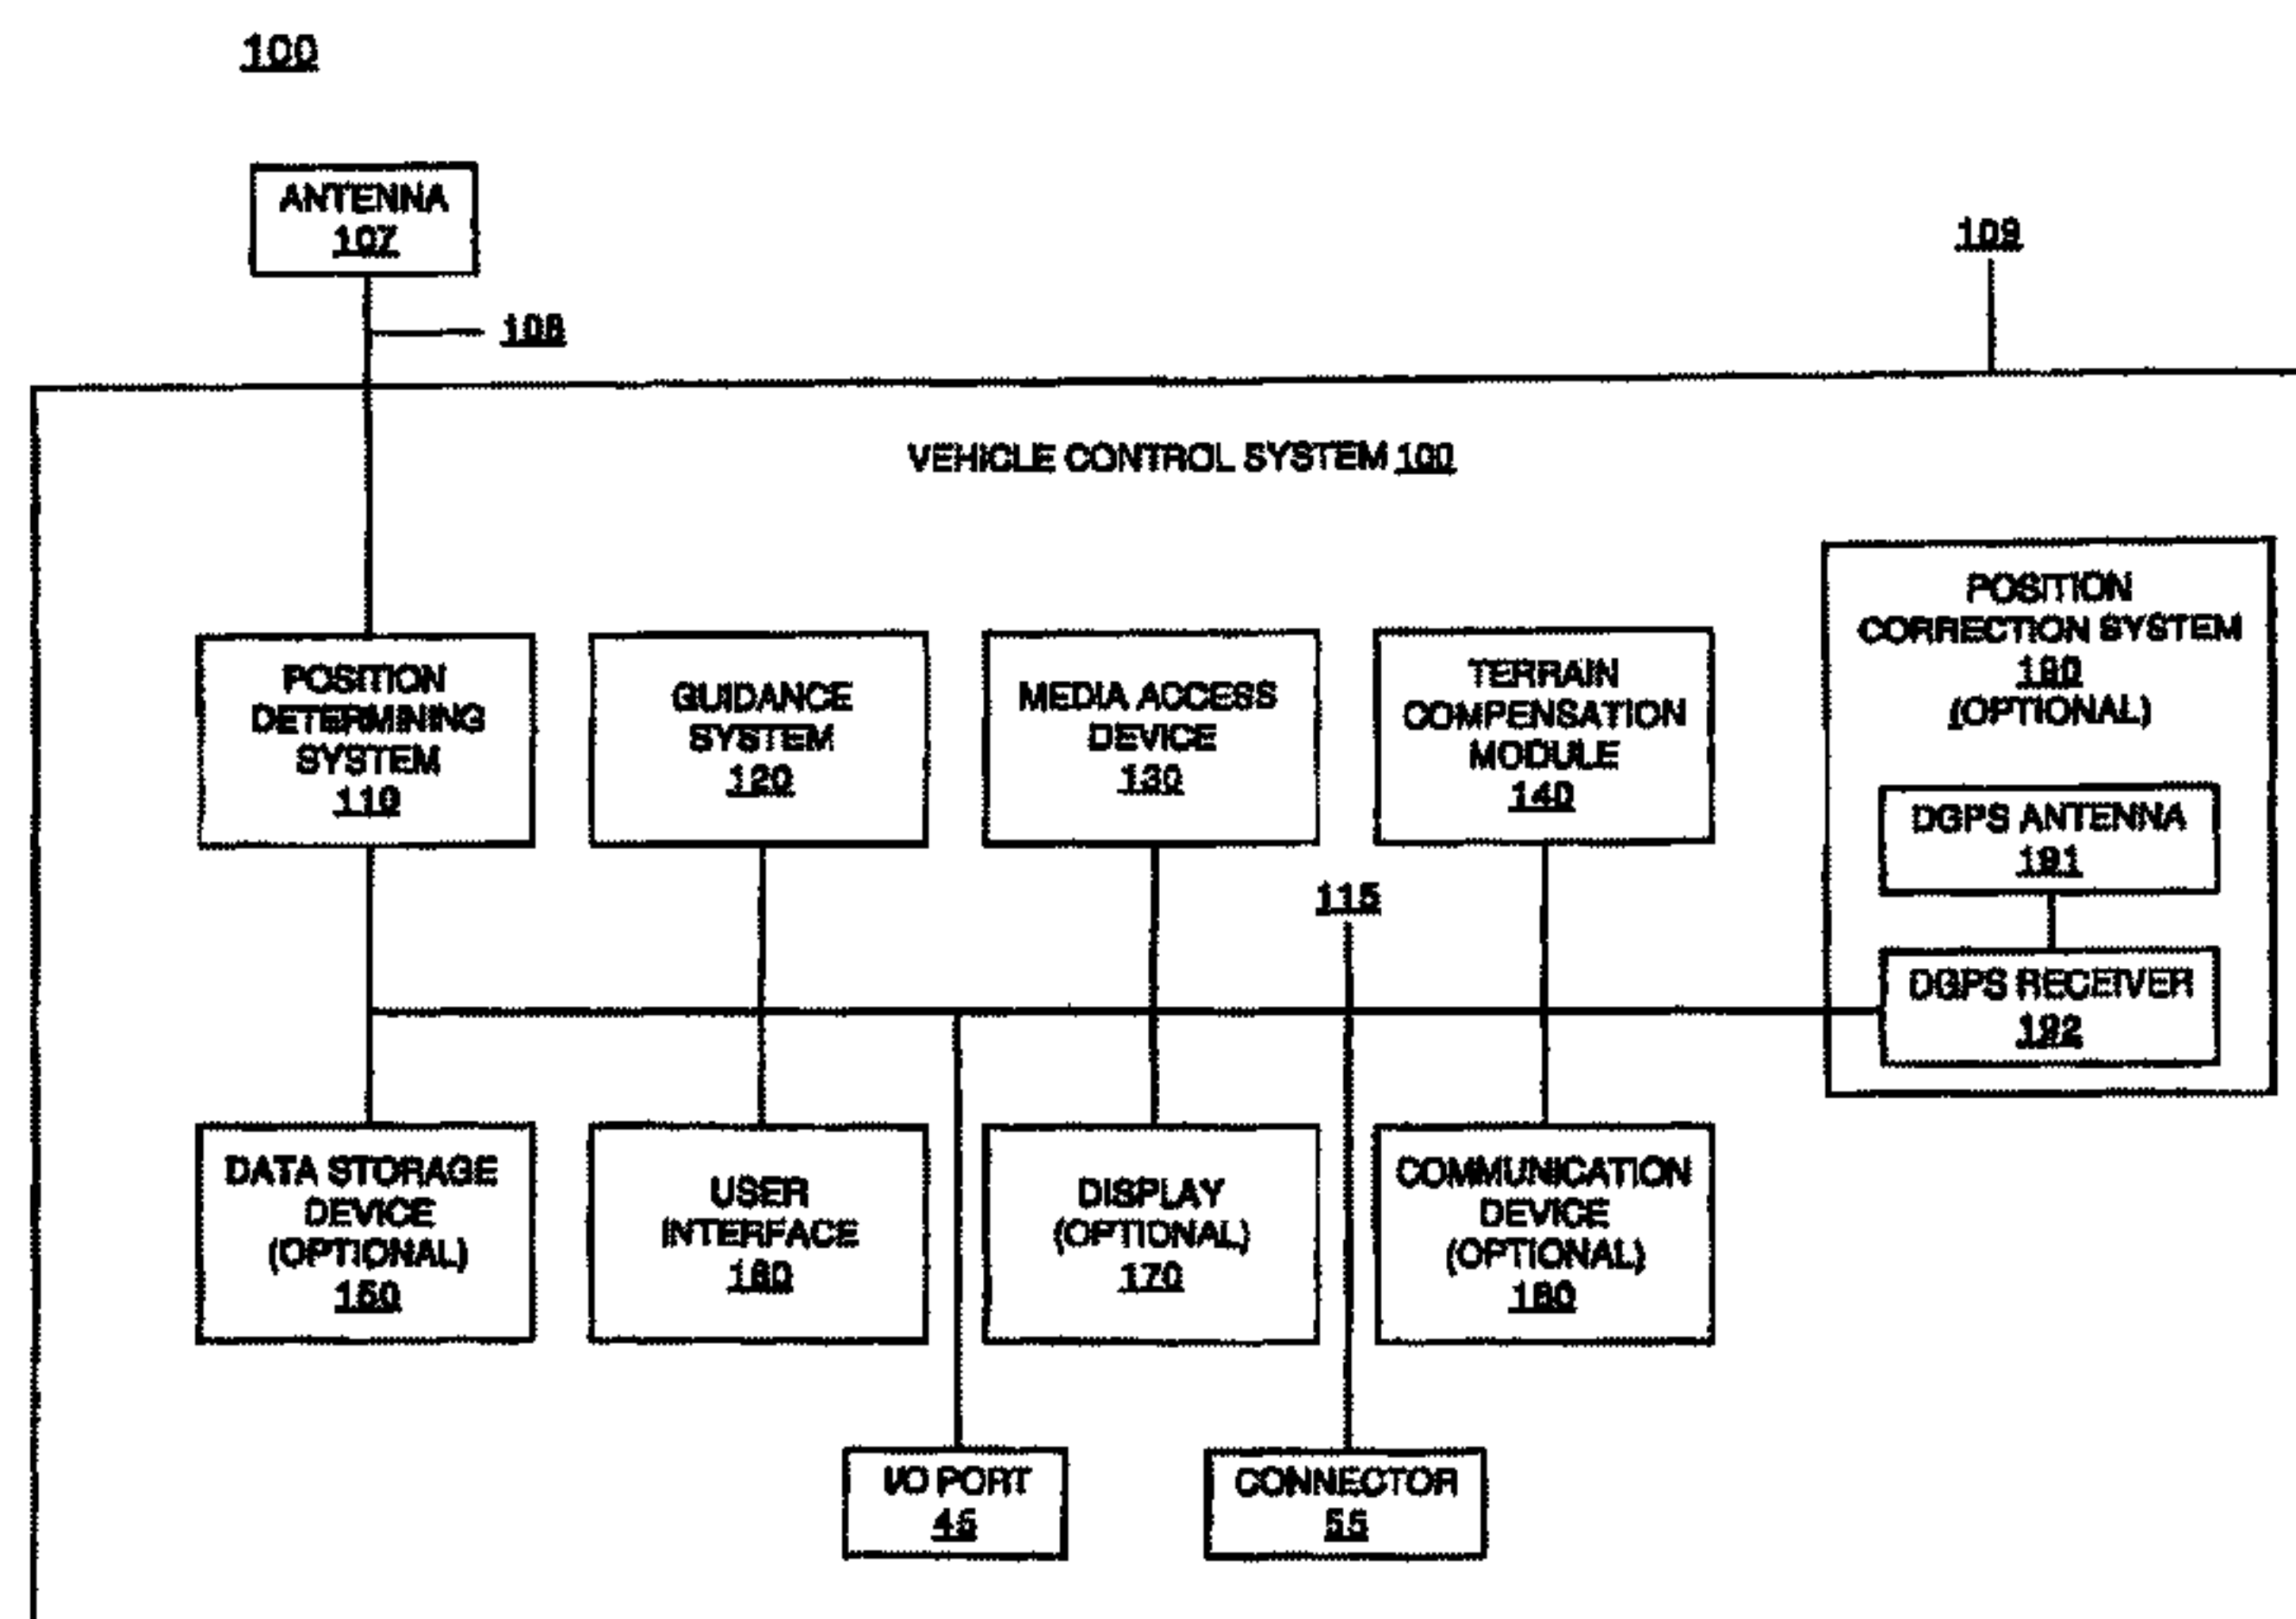 100
ANTENNA
107
108
109
VEHICLE CONTROL SYSTEM 100
POSITION
DETERMINING
SYSTEM
110
GUIDANCE
SYSTEM
120
MEDIA ACCESS
DEVICE
130
TERRAIN
COMPENSATION
MODULE
140
POSITION
CORRECTION SYSTEM
190
(OPTIONAL)
DGPS ANTENNA
191
115
DGPS RECEIVER
192
DATA STORAGE
DEVICE
(OPTIONAL)
150
USER
INTERFACE
160
DISPLAY
(OPTIONAL)
170
COMMUNICATION
DEVICE
(OPTIONAL)
180
I/O PORT
45
CONNECTOR
55